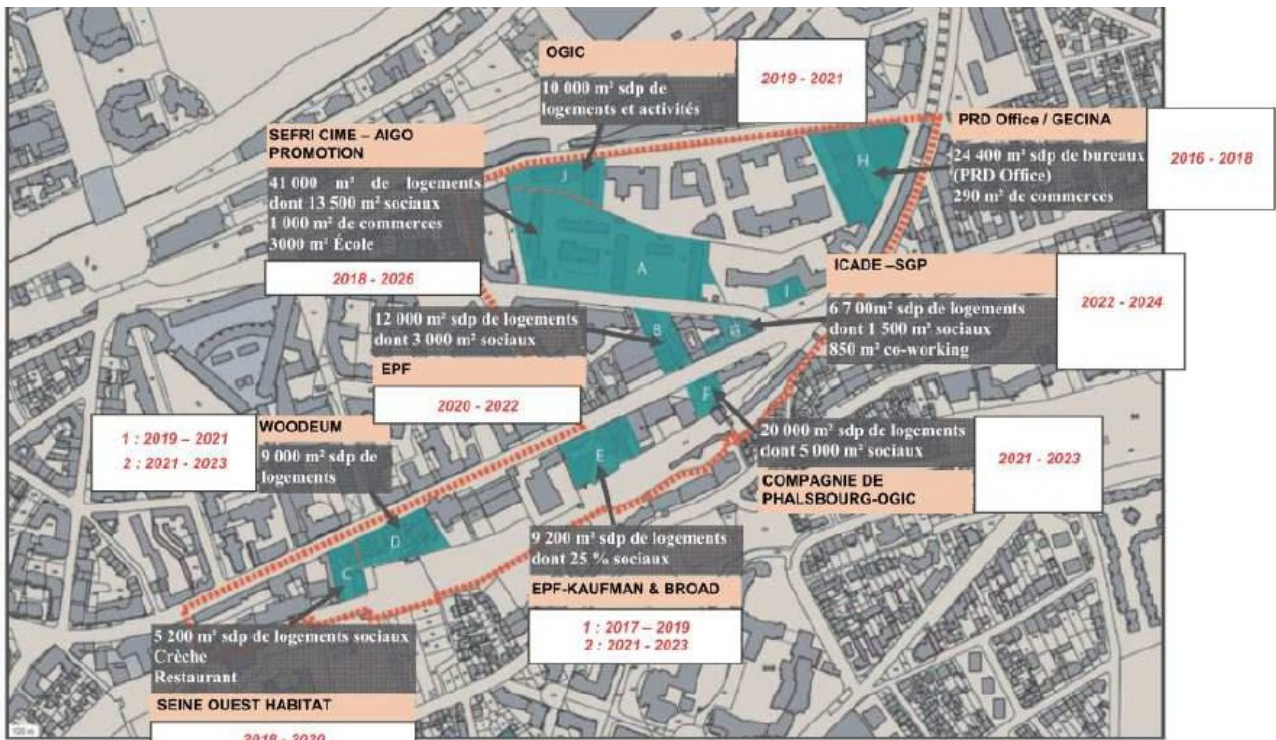 OGIC
10 000 m² sdp de
logements et activités
2019 - 2021
SEFRI CIME – AIGO
PROMOTION
41 000 m² de logements
dont 13 500 m² sociaux
1 000 m² de commerces
3000 m² École
2018 - 2026
PRD Office / GECINA
24 400 m² sdp de bureaux
(PRD Office)
290 m² de commerces
2016 - 2018
J
H
A
I
B
G
F
E
D
C
ICADE –SGP
6 7 00m² sdp de logements
dont 1 500 m² sociaux
850 m² co-working
2022 - 2024
12 000 m² sdp de logements
dont 3 000 m² sociaux
EPF
2020 - 2022
1 : 2019 – 2021
2 : 2021 - 2023
WOODEUM
9 000 m² sdp de
logements
20 000 m² sdp de logements
dont 5 000 m² sociaux
COMPAGNIE DE
PHALSBOURG-OGIC
2021 - 2023
9 200 m² sdp de logements
dont 25 % sociaux
EPF-KAUFMAN & BROAD
1 : 2017 – 2019
2 : 2021 - 2023
5 200 m² sdp de logements sociaux
Crèche
Restaurant
SEINE OUEST HABITAT
2018 - 2020